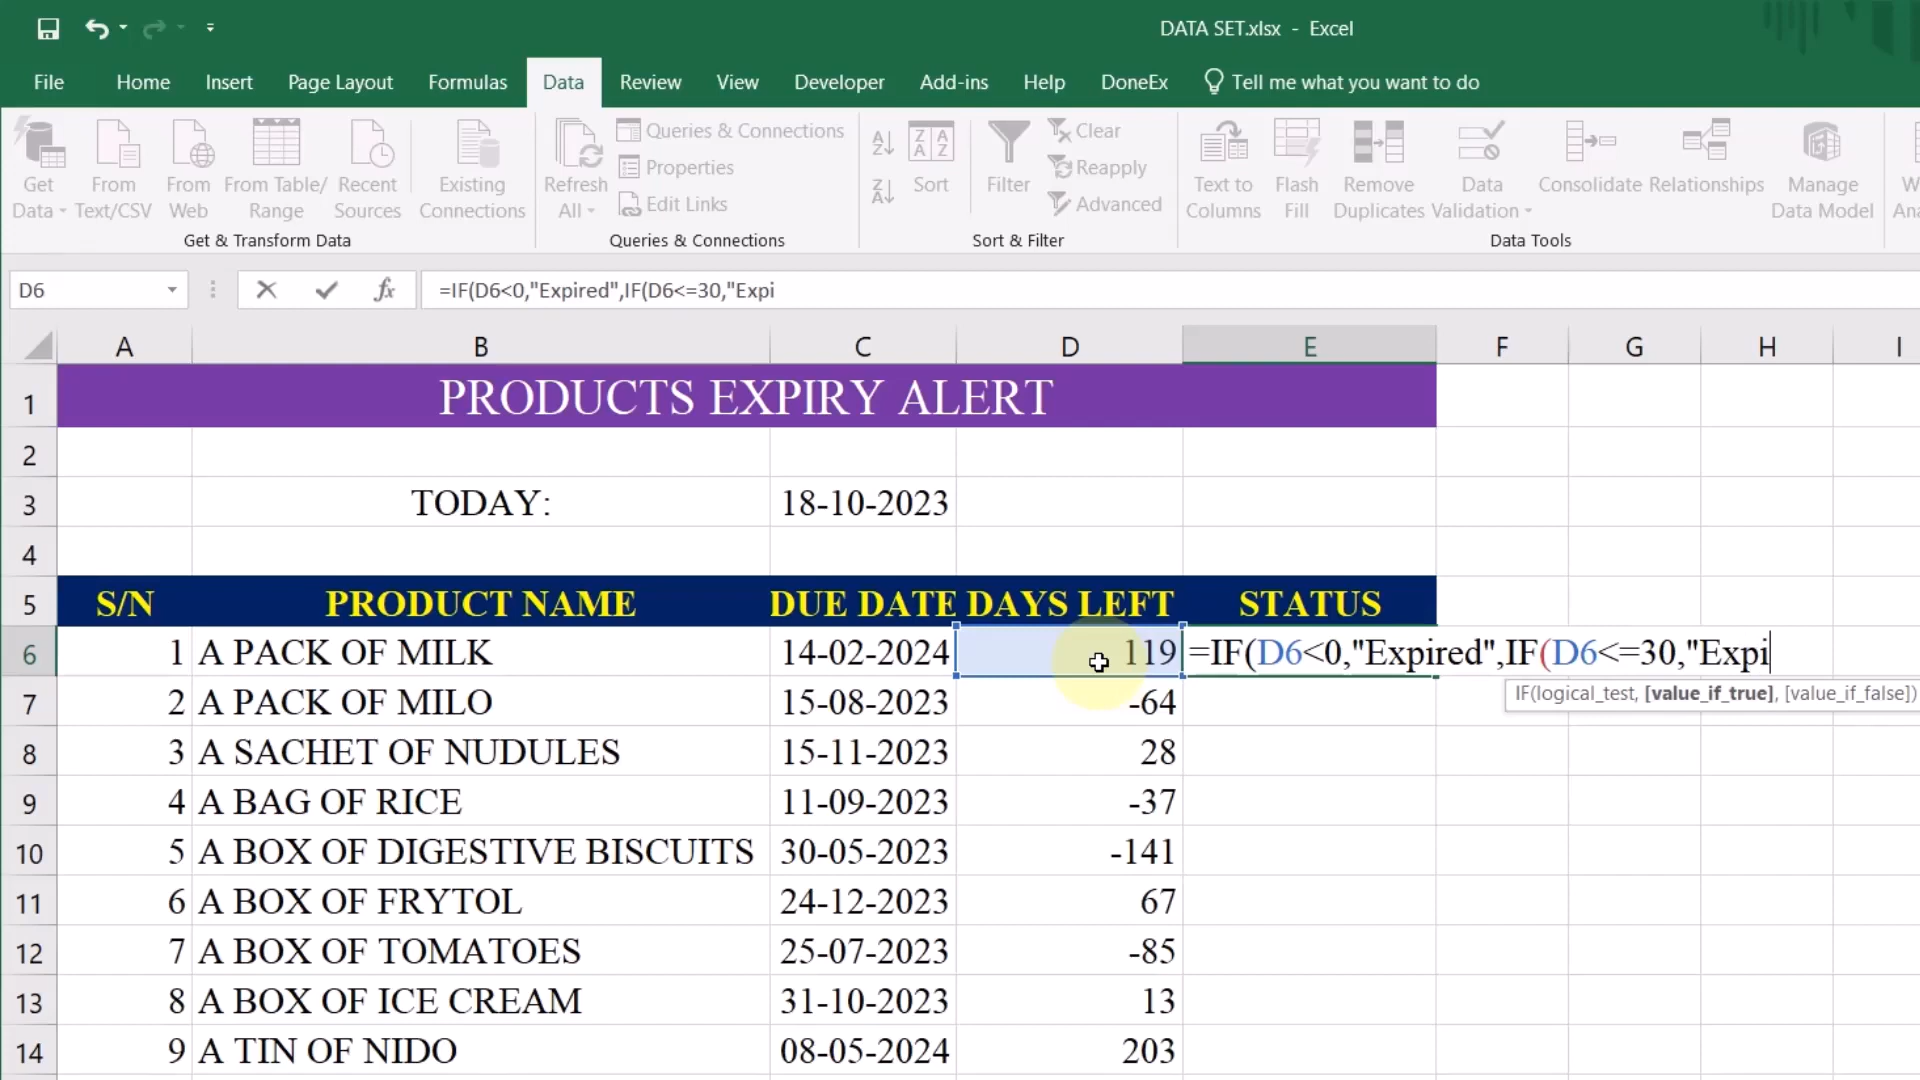 DATA SET.xlsx - Excel
File Home Insert Page Layout Formulas Data Review View Developer Add-ins Help DoneEx Tell me what you want to do
Get Data
From Text/CSV
From Web
From Table/ Range
Recent Sources
Existing Connections
Refresh All
Queries & Connections
Properties
Edit Links
Sort
Filter
Clear
Reapply
Advanced
Text to Columns
Flash Fill
Remove Duplicates
Data Validation
Consolidate
Relationships
Manage Data Model
Get & Transform Data
Queries & Connections
Sort & Filter
Data Tools
D6 fx =IF(D6<0,"Expired",IF(D6<=30,"Expi
A B C D E F G H I
1 PRODUCTS EXPIRY ALERT
2
3 TODAY: 18-10-2023
4
5 S/N PRODUCT NAME DUE DATE DAYS LEFT STATUS
6 1 A PACK OF MILK 14-02-2024 119 =IF(D6<0,"Expired",IF(D6<=30,"Expi
IF(logical_test, [value_if_true], [value_if_false])
7 2 A PACK OF MILO 15-08-2023 -64
8 3 A SACHET OF NUDULES 15-11-2023 28
9 4 A BAG OF RICE 11-09-2023 -37
10 5 A BOX OF DIGESTIVE BISCUITS 30-05-2023 -141
11 6 A BOX OF FRYTOL 24-12-2023 67
12 7 A BOX OF TOMATOES 25-07-2023 -85
13 8 A BOX OF ICE CREAM 31-10-2023 13
14 9 A TIN OF NIDO 08-05-2024 203